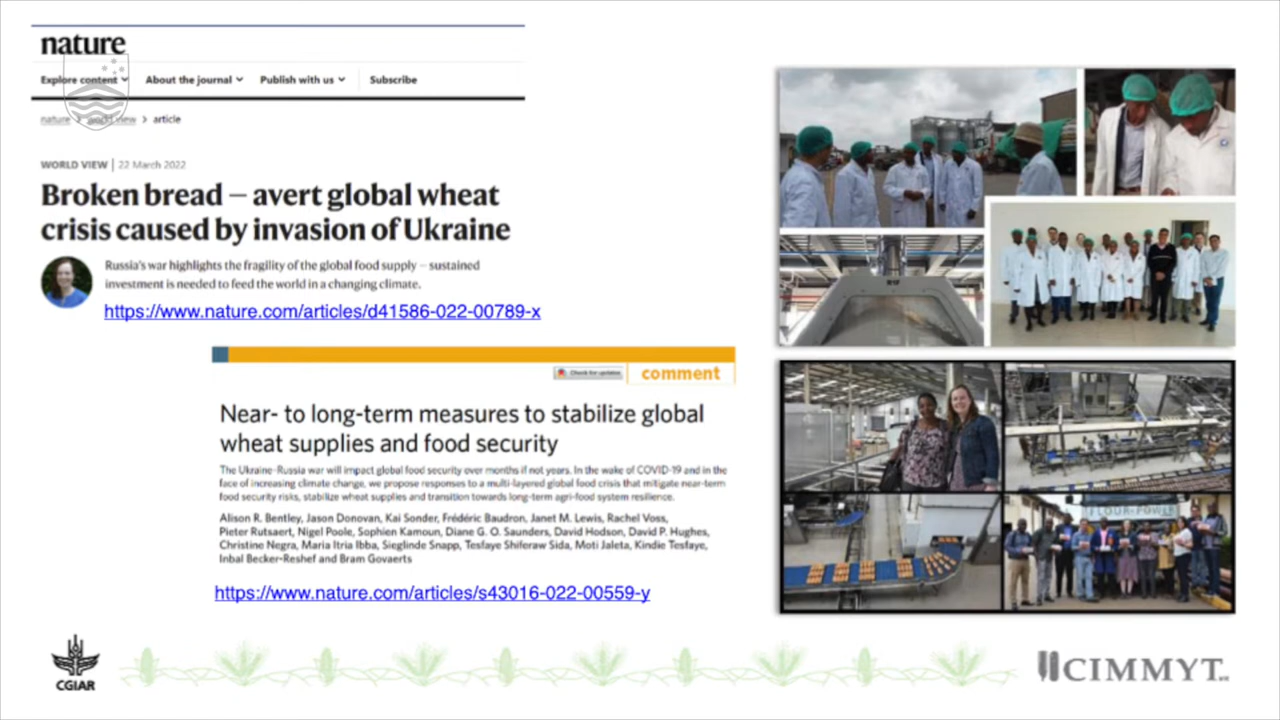 nature
Explore content
About the journal
Publish with us
Subscribe
nature > world view > article
WORLD VIEW | 22 March 2022
Broken bread — avert global wheat
crisis caused by invasion of Ukraine
Russia's war highlights the fragility of the global food supply — sustained
investment is needed to feed the world in a changing climate.
https://www.nature.com/articles/d41586-022-00789-x
Check for updates
comment
Near- to long-term measures to stabilize global
wheat supplies and food security
The Ukraine–Russia war will impact global food security over months if not years. In the wake of COVID-19 and in the
face of increasing climate change, we propose responses to a multi-layered global food crisis that mitigate near-term
food security risks, stabilize wheat supplies and transition towards long-term agri-food system resilience.
Alison R. Bentley, Jason Donovan, Kai Sonder, Frédéric Baudron, Janet M. Lewis, Rachel Voss,
Pieter Rutsaert, Nigel Poole, Sophien Kamoun, Diane G. O. Saunders, David Hodson, David P. Hughes,
Christine Negra, Maria Itria Ibba, Sieglinde Snapp, Tesfaye Shiferaw Sida, Moti Jaleta, Kindie Tesfaye,
Inbal Becker-Reshef and Bram Govaerts
https://www.nature.com/articles/s43016-022-00559-y
FLOUR-POWER
CGIAR
CIMMYT